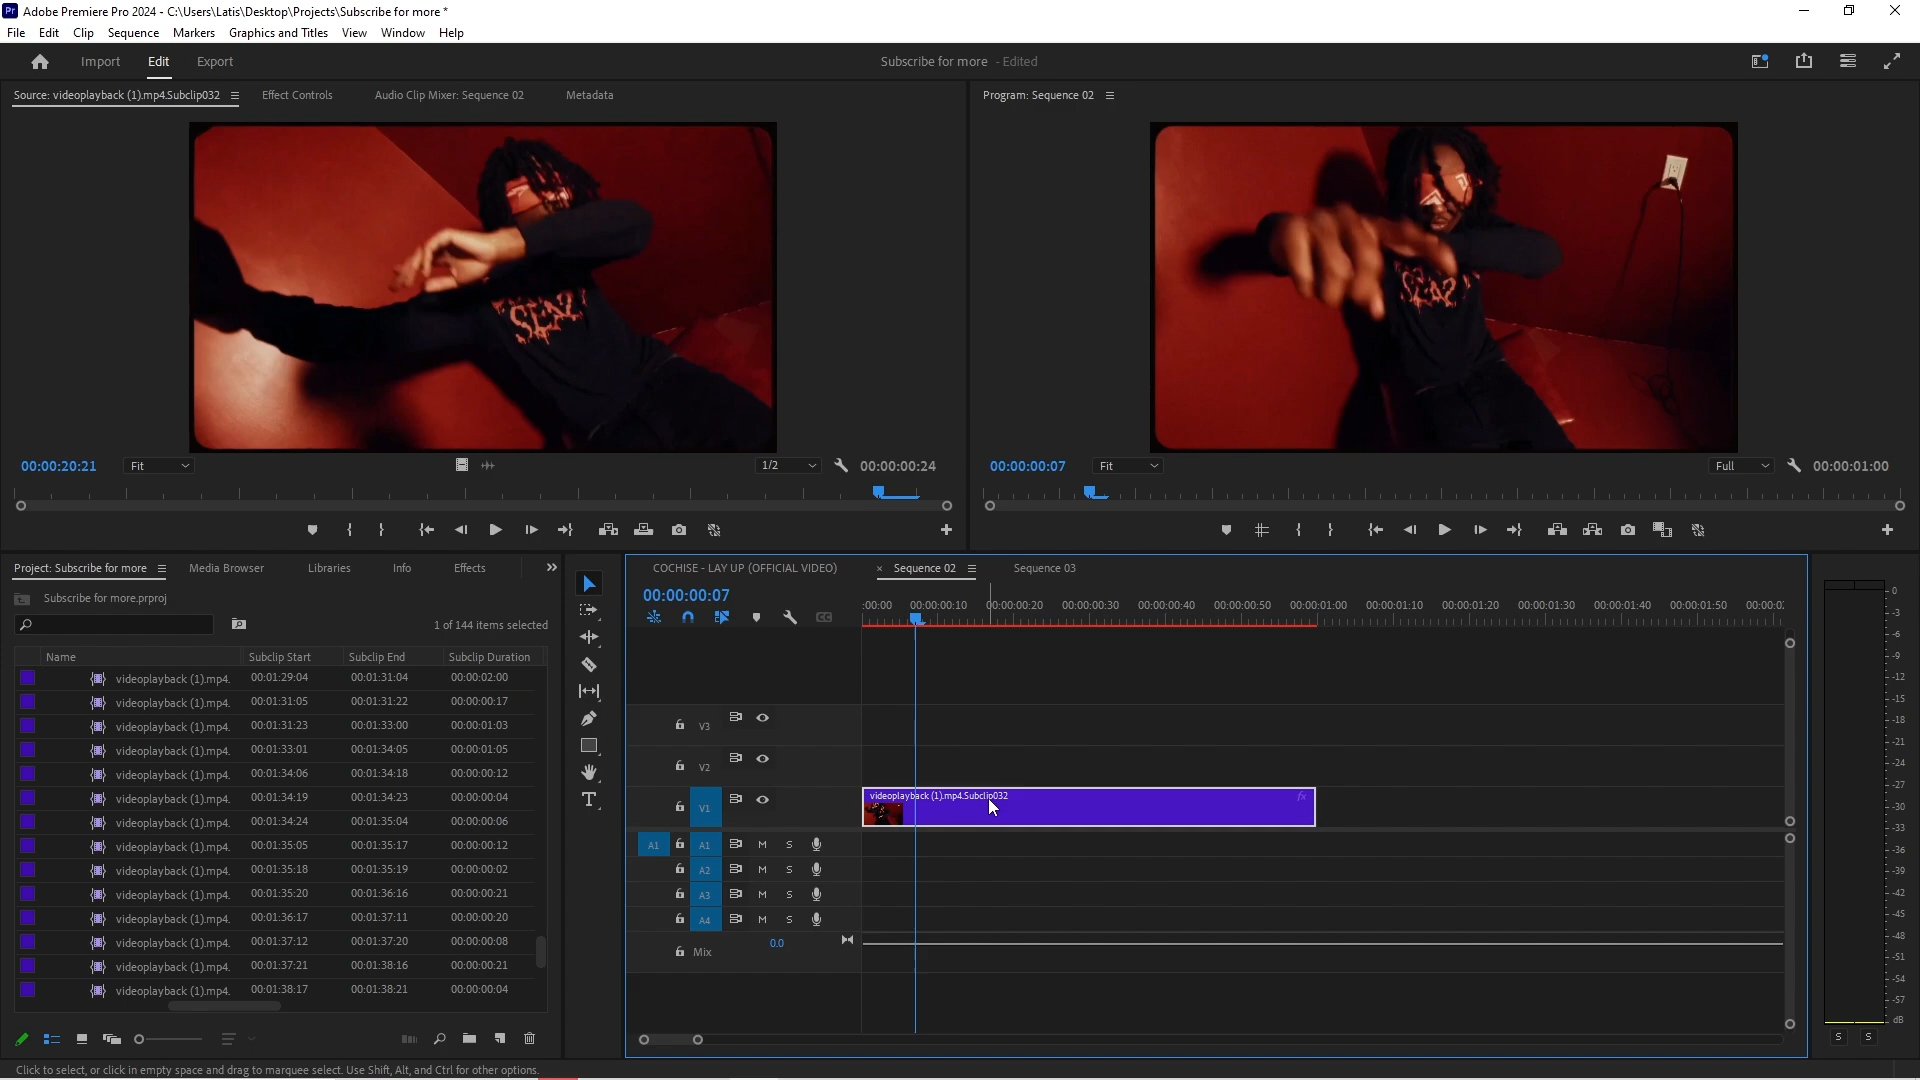 Adobe Premiere Pro 2024 - C:\Users\Latis\Desktop\Projects\Subscribe for more *
File Edit Clip Sequence Markers Graphics and Titles View Window Help
Import Edit Export Subscribe for more - Edited
Source: videoplayback (1).mp4.Subclip032 Effect Controls Audio Clip Mixer: Sequence 02 Metadata
Program: Sequence 02
00:00:20:21 Fit 1/2 00:00:00:24
00:00:00:07 Fit Full 00:00:01:00
Project: Subscribe for more Media Browser Libraries Info Effects
Subscribe for more.prproj
1 of 144 items selected
Name Subclip Start Subclip End Subclip Duration
videoplayback (1).mp4. 00:01:29:04 00:01:31:04 00:00:02:00
videoplayback (1).mp4. 00:01:31:05 00:01:31:22 00:00:00:17
videoplayback (1).mp4. 00:01:31:23 00:01:33:00 00:00:01:03
videoplayback (1).mp4. 00:01:33:01 00:01:34:05 00:00:01:05
videoplayback (1).mp4. 00:01:34:06 00:01:34:18 00:00:00:12
videoplayback (1).mp4. 00:01:34:19 00:01:34:23 00:00:00:04
videoplayback (1).mp4. 00:01:34:24 00:01:35:04 00:00:00:06
videoplayback (1).mp4. 00:01:35:05 00:01:35:17 00:00:00:12
videoplayback (1).mp4. 00:01:35:18 00:01:35:19 00:00:00:02
videoplayback (1).mp4. 00:01:35:20 00:01:36:16 00:00:00:21
videoplayback (1).mp4. 00:01:36:17 00:01:37:11 00:00:00:20
videoplayback (1).mp4. 00:01:37:12 00:01:37:20 00:00:00:08
videoplayback (1).mp4. 00:01:37:21 00:01:38:16 00:00:00:21
videoplayback (1).mp4. 00:01:38:17 00:01:38:21 00:00:00:04
COCHISE - LAY UP (OFFICIAL VIDEO) × Sequence 02 Sequence 03
00:00:00:07
:00:00 00:00:00:10 00:00:00:20 00:00:00:30 00:00:00:40 00:00:00:50 00:00:01:00 00:00:01:10 00:00:01:20 00:00:01:30 00:00:01:40 00:00:01:50 00:00:0
V3
V2
V1
videoplayback (1).mp4.Subclip032 fx
A1 A1 M S
A2 M S
A3 M S
A4 M S
Mix 0.0
0
-3
-6
-9
-12
-15
-18
-21
-24
-27
-30
-33
-36
-39
-42
-45
-48
-51
-54
-57
dB
S S
Click to select, or click in empty space and drag to marquee select. Use Shift, Alt, and Ctrl for other options.